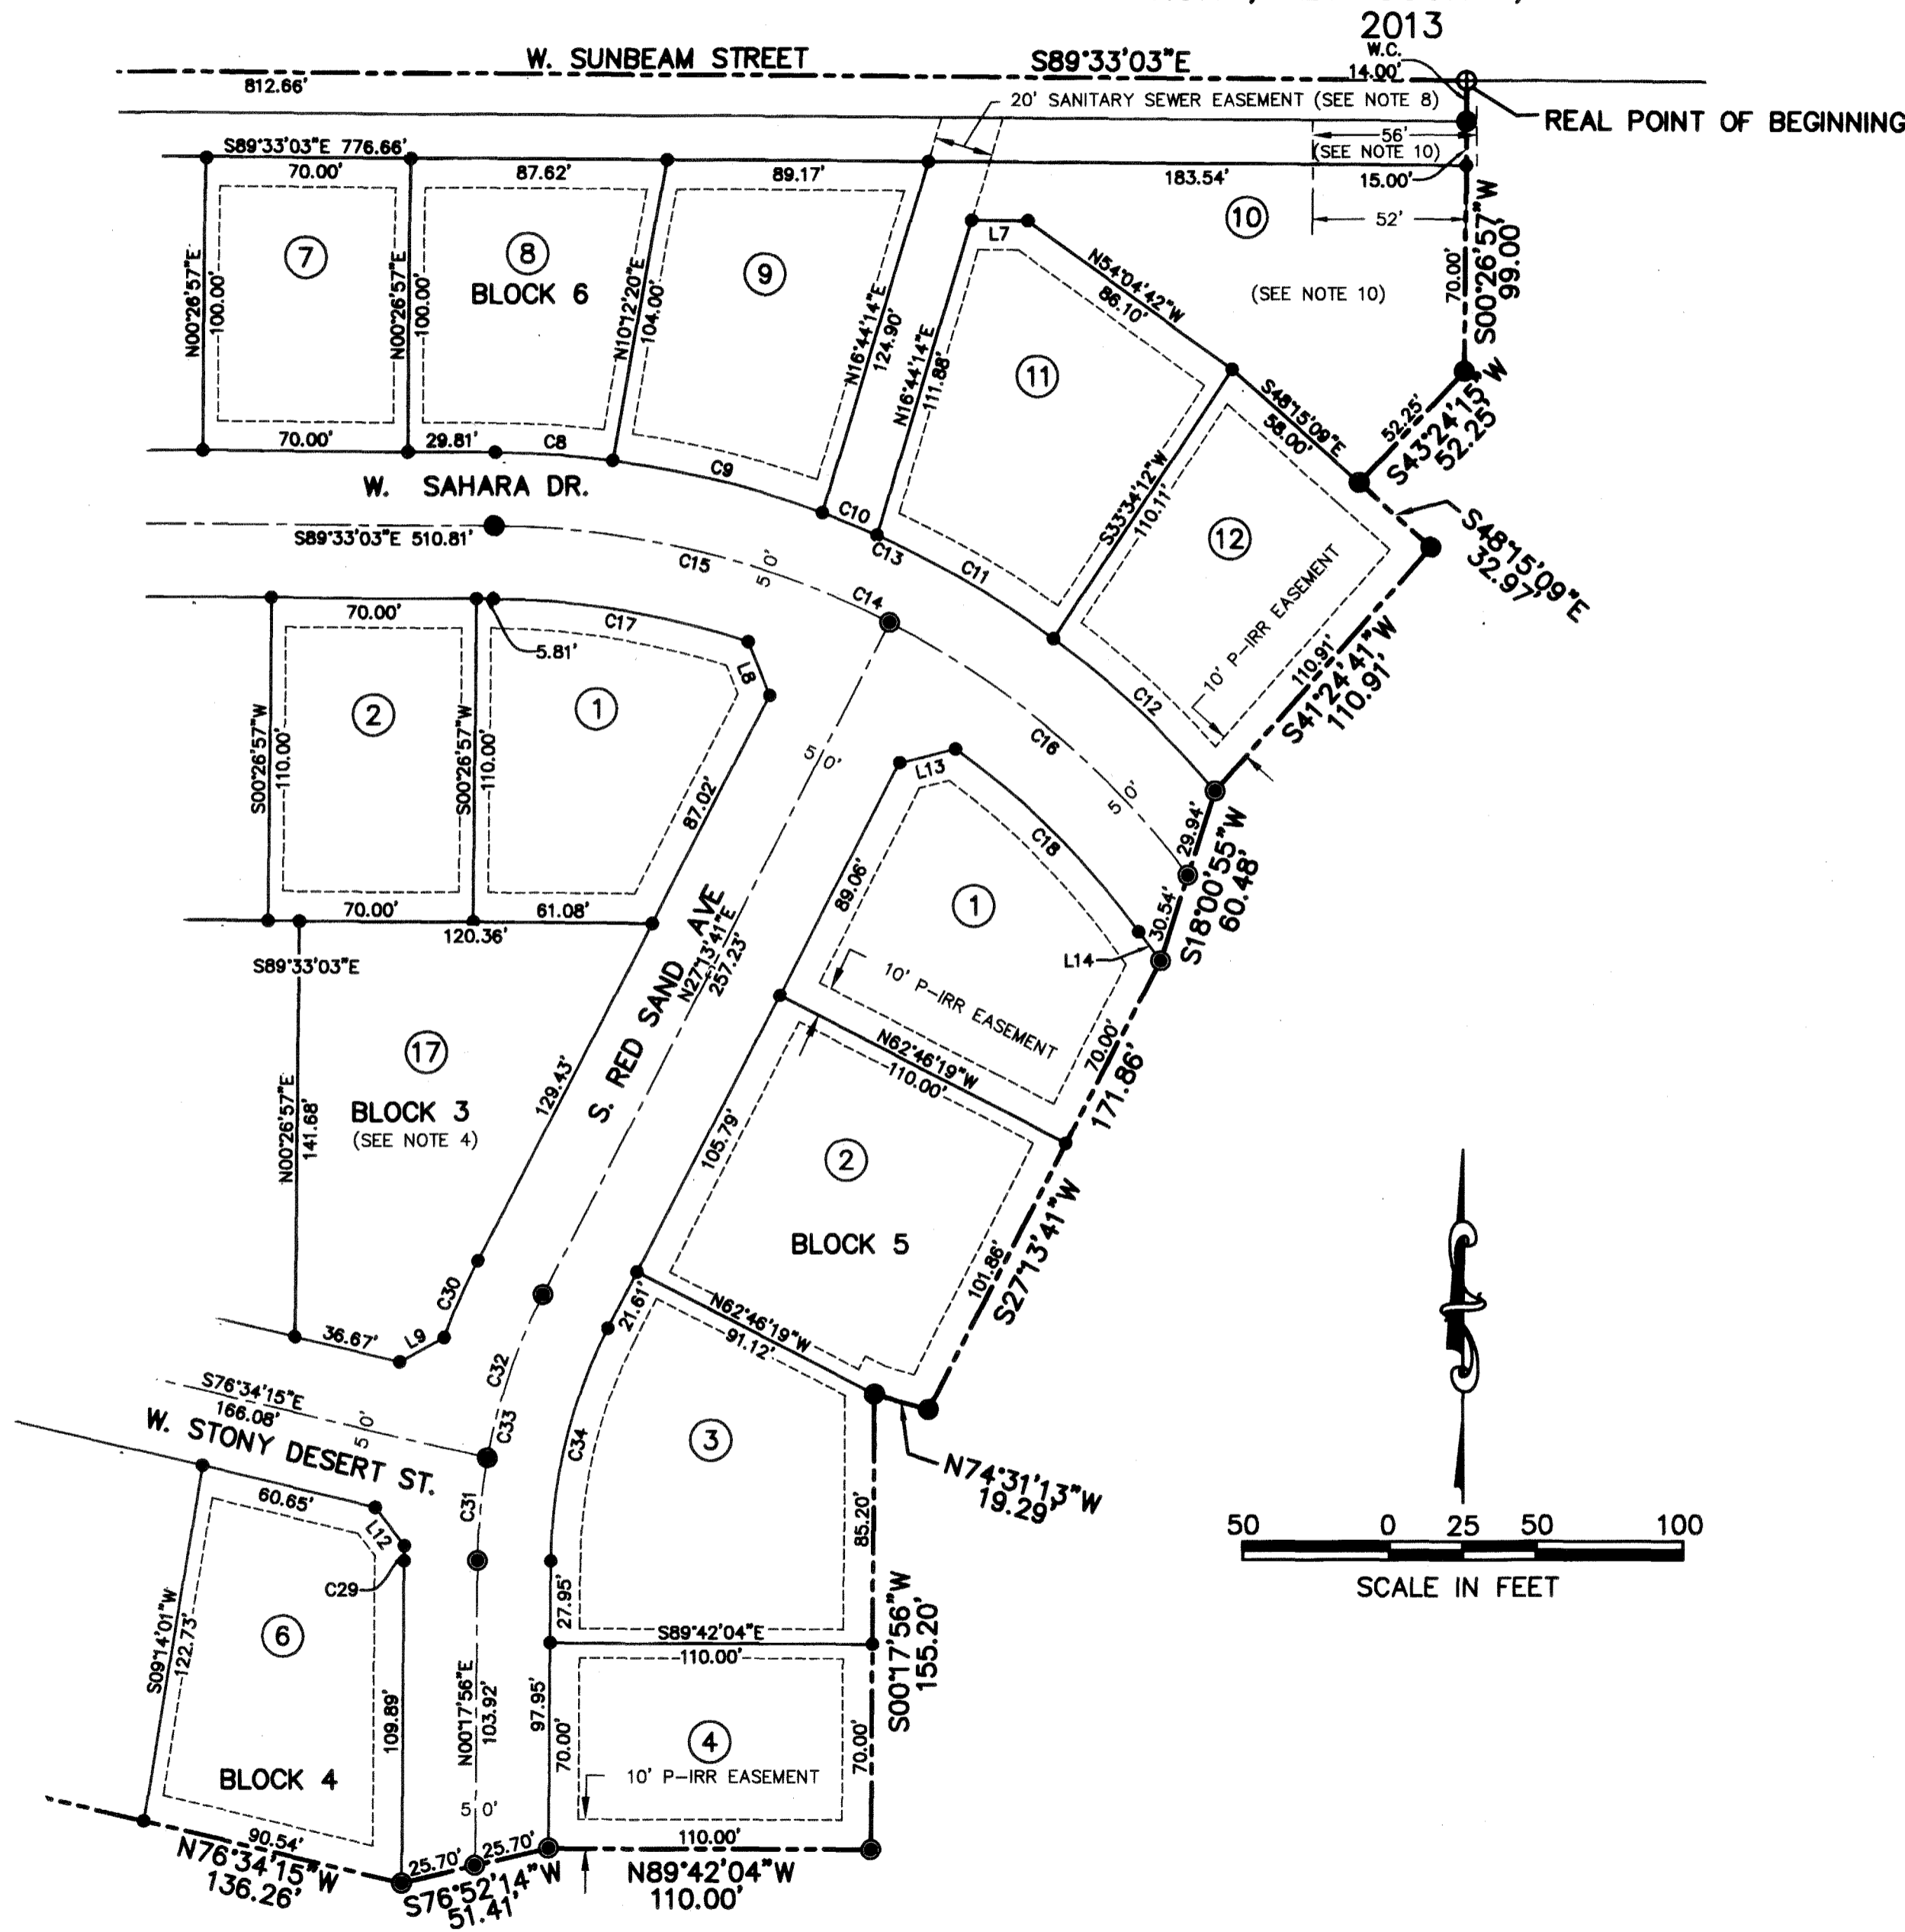 2013
W. SUNBEAM STREET
S89°33'03"E
W.C.
14.00'
812.66'
20' SANITARY SEWER EASEMENT (SEE NOTE 8)
REAL POINT OF BEGINNING
56'
(SEE NOTE 10)
S89°33'03"E 776.66'
70.00'
87.62'
89.17'
183.54'
15.00'
52'
10
(SEE NOTE 10)
70.00'
S00°26'57"W
99.00'
7
8
BLOCK 6
9
N00°26'57"E
100.00'
N00°26'57"E
100.00'
N10°12'20"E
104.00'
N16°44'14"E
124.90'
N16°44'14"E
111.88'
L7
N54°04'42"W
86.10'
11
S48°15'09"E
58.00'
52.25'
S43°24'15"W
52.25'
70.00'
29.81'
C8
C9
C10
C13
C11
S33°34'12"W
110.11'
12
10' P-IRR EASEMENT
S48°15'09"E
32.97'
110.91'
S41°24'41"W
110.91'
C12
W. SAHARA DR.
S89°33'03"E 510.81'
C15
50'
C14
C16
50'
70.00'
5.81'
C17
L8
2
1
S00°26'57"W
110.00'
S00°26'57"W
110.00'
87.02'
50'
L13
C18
29.94'
S18°00'55"W
60.48'
30.54'
L14
89.06'
1
10' P-IRR EASEMENT
70.00'
61.08'
120.36'
S89°33'03"E
S. RED SAND AVE
N27°13'41"E
257.23'
N62°46'19"W
110.00'
70.00'
171.86'
17
BLOCK 3
(SEE NOTE 4)
N00°26'57"E
141.68'
129.43'
105.79'
2
BLOCK 5
101.86'
S27°13'41"W
C30
L9
36.67'
21.61'
N62°46'19"W
91.12'
C32
C33
S76°34'15"E
166.08'
50'
W. STONY DESERT ST.
3
C34
N74°31'13"W
19.29'
85.20'
60.65'
L12
C31
C29
50 0 25 50 100
SCALE IN FEET
27.95'
S89°42'04"E
110.00'
S00°17'56"W
155.20'
6
S09°14'01"W
122.73'
BLOCK 4
109.89'
N00°17'56"E
103.92'
97.95'
70.00'
4
10' P-IRR EASEMENT
70.00'
50'
90.54'
N76°34'15"W
136.26'
25.70'
25.70'
S76°52'14"W
51.41'
110.00'
N89°42'04"W
110.00'